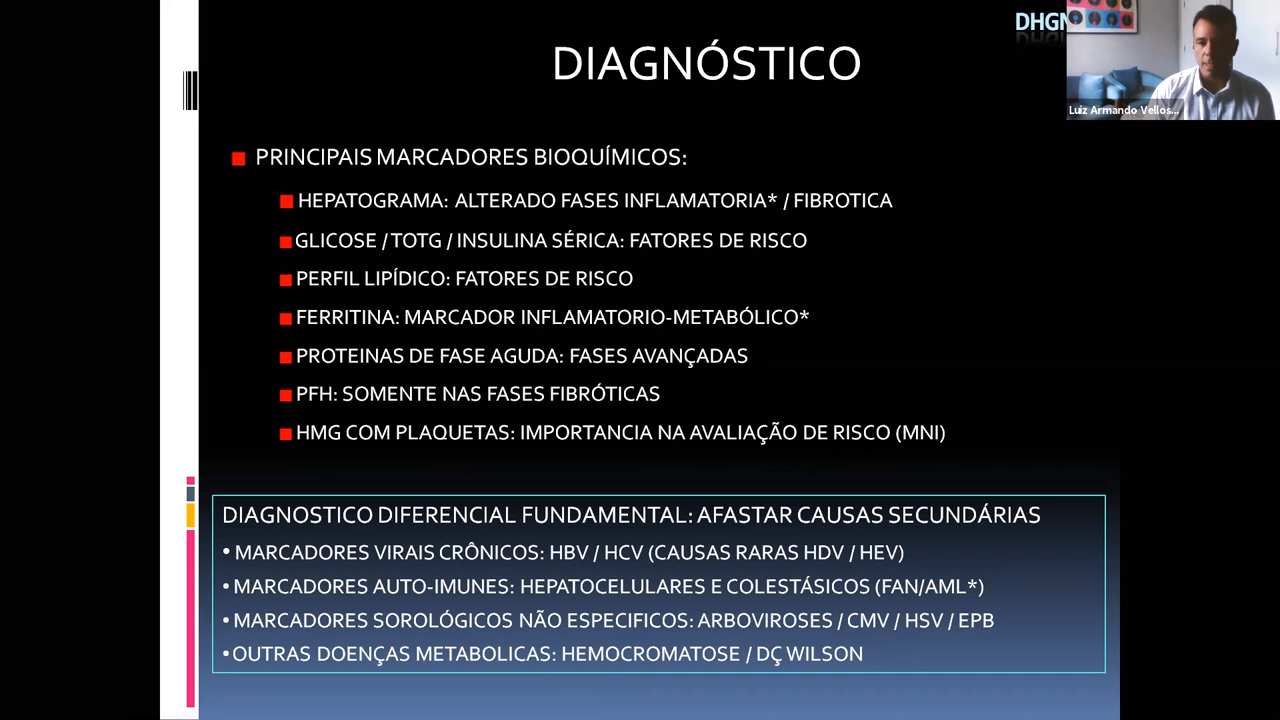 DHGN
DIAGNÓSTICO
Luiz Armando Vellos...
PRINCIPAIS MARCADORES BIOQUÍMICOS:
HEPATOGRAMA: ALTERADO FASES INFLAMATORIA* / FIBROTICA
GLICOSE / TOTG / INSULINA SÉRICA: FATORES DE RISCO
PERFIL LIPÍDICO: FATORES DE RISCO
FERRITINA: MARCADOR INFLAMATORIO-METABÓLICO*
PROTEINAS DE FASE AGUDA: FASES AVANÇADAS
PFH: SOMENTE NAS FASES FIBRÓTICAS
HMG COM PLAQUETAS: IMPORTANCIA NA AVALIAÇÃO DE RISCO (MNI)
DIAGNOSTICO DIFERENCIAL FUNDAMENTAL: AFASTAR CAUSAS SECUNDÁRIAS
• MARCADORES VIRAIS CRÔNICOS: HBV / HCV (CAUSAS RARAS HDV / HEV)
• MARCADORES AUTO-IMUNES: HEPATOCELULARES E COLESTÁSICOS (FAN/AML*)
• MARCADORES SOROLÓGICOS NÃO ESPECIFICOS: ARBOVIROSES / CMV / HSV / EPB
• OUTRAS DOENÇAS METABOLICAS: HEMOCROMATOSE / DÇ WILSON